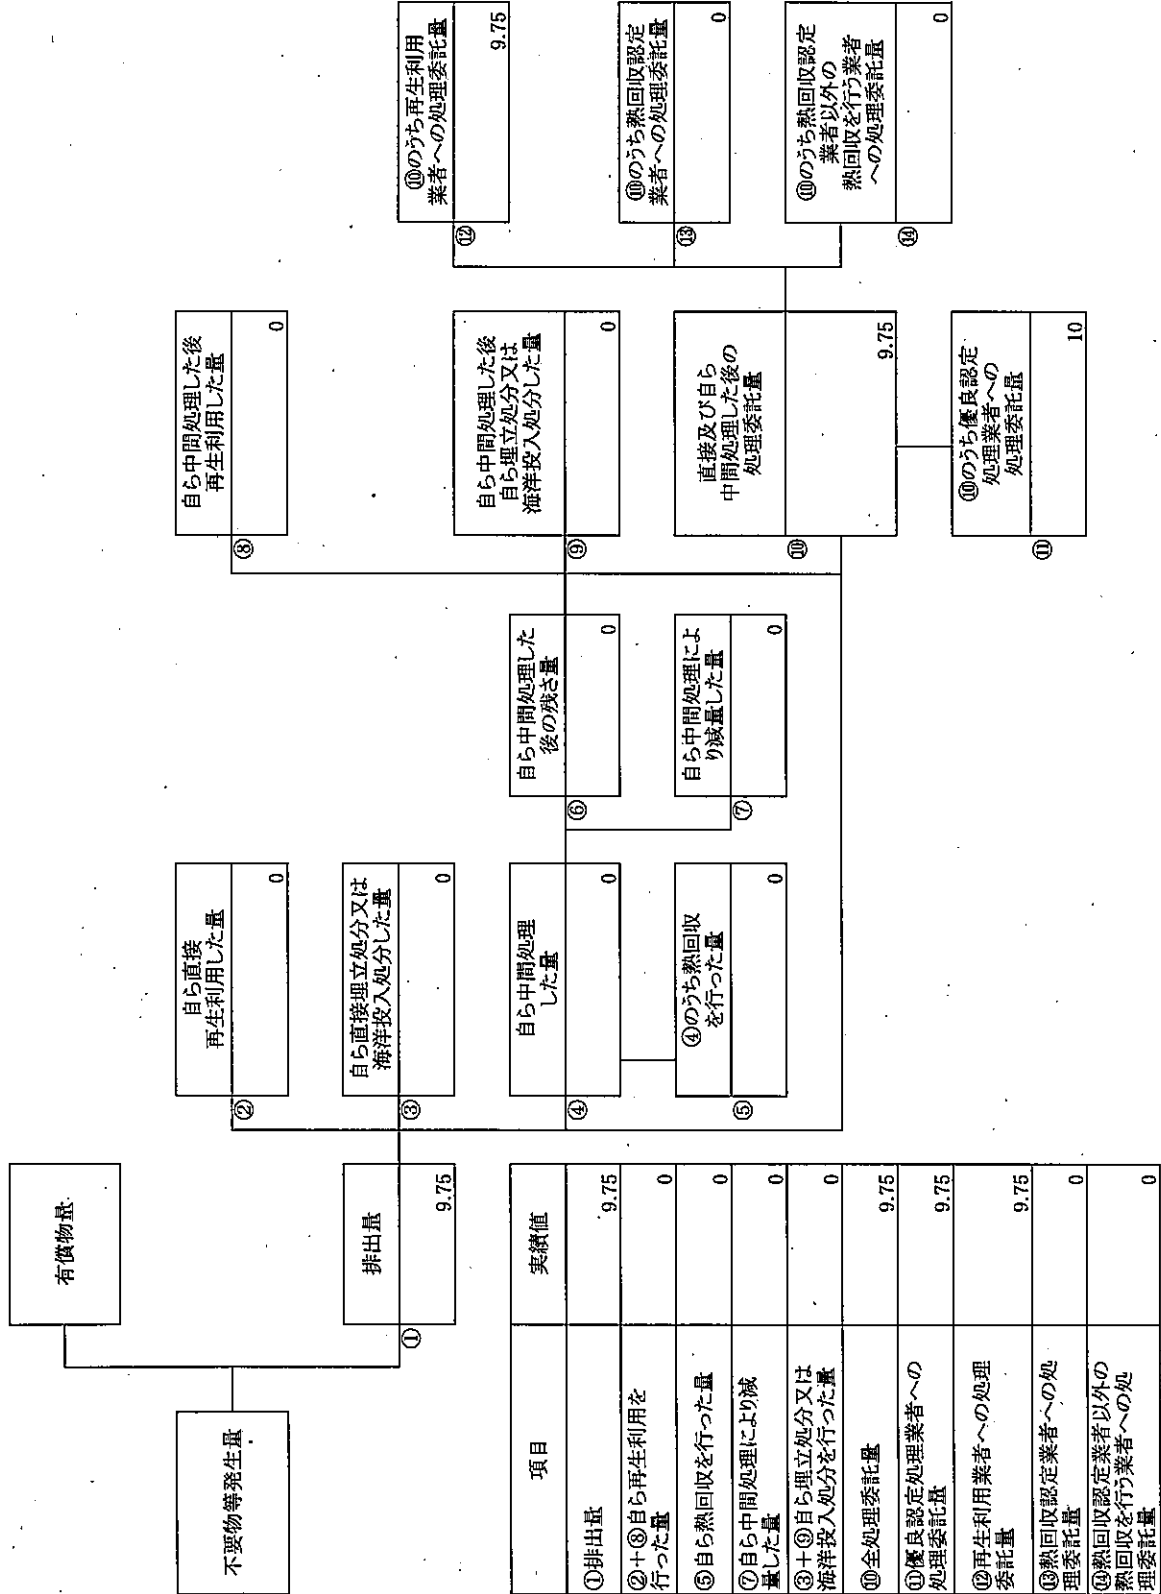 不要物等発生量
有償物量
①
排出量
9.75
②
自ら直接
再生利用した量
0
③
自ら直接埋立処分又は
海洋投入処分した量
0
④
自ら中間処理
した量
0
⑤
④のうち熱回収
を行った量
0
⑥
自ら中間処理した
後の残さ量
0
⑦
自ら中間処理によ
り減量した量
0
⑧
自ら中間処理した後
再生利用した量
0
⑨
自ら中間処理した後
自ら埋立処分又は
海洋投入処分した量
0
⑩
直接及び自ら
中間処理した後の
処理委託量
9.75
⑪
⑩のうち優良認定
処理業者への
処理委託量
10
⑫
⑩のうち再生利用
業者への処理委託量
9.75
⑬
⑩のうち熱回収認定
業者への処理委託量
0
⑭
⑩のうち熱回収認定
業者以外の
熱回収を行う業者
への処理委託量
0
項目
実績値
①排出量
9.75
②+⑧自ら再生利用を
行った量
0
⑤自ら熱回収を行った量
0
⑦自ら中間処理により減
量した量
0
③+⑨自ら埋立処分又は
海洋投入処分を行った量
0
⑩全処理委託量
9.75
⑪優良認定処理業者への
処理委託量
9.75
⑫再生利用業者への処理
委託量
9.75
⑬熱回収認定業者への処
理委託量
0
⑭熱回収認定業者以外の
熱回収を行う業者への処
理委託量
0